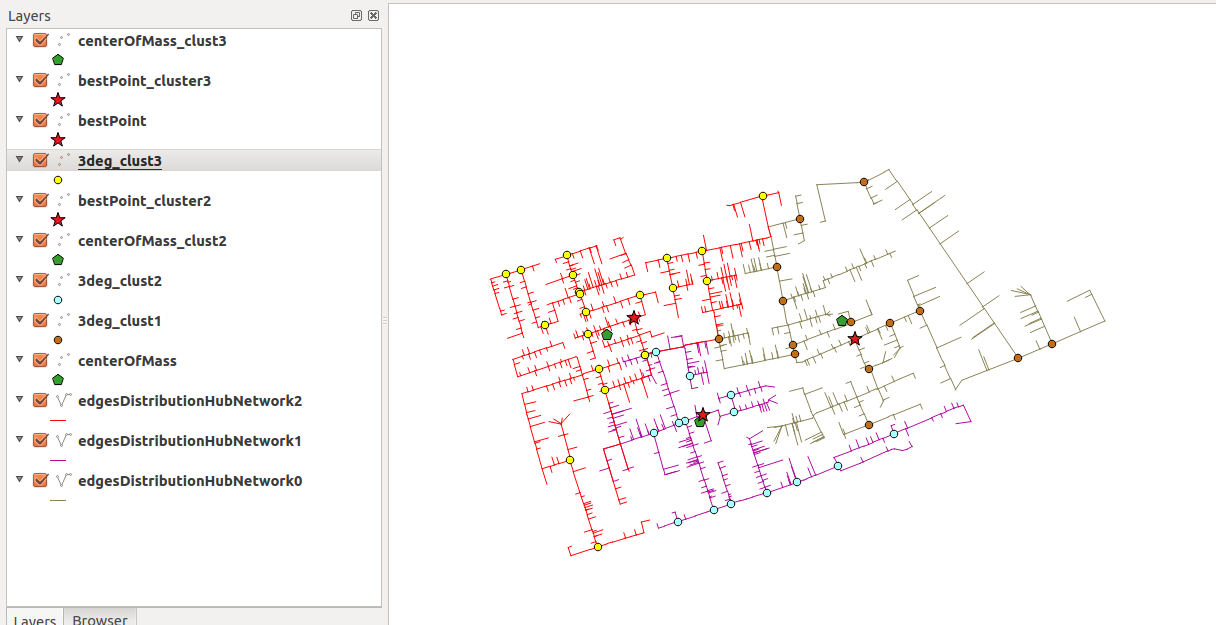 Layers
centerOfMass_clust3
bestPoint_cluster3
bestPoint
3deg_clust3
bestPoint_cluster2
centerOfMass_clust2
3deg_clust2
3deg_clust1
centerOfMass
edgesDistributionHubNetwork2
edgesDistributionHubNetwork1
edgesDistributionHubNetwork0
Layers Browser